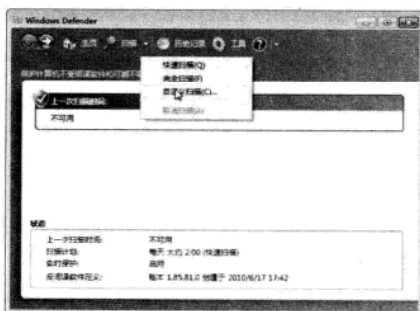 Windows Defender
主页 扫描 历史记录 工具
快速扫描(Q)
完全扫描(F)
自定义扫描(C)...
取消扫描(A)
上一次扫描时间:
不可用
状态
上一次扫描时间: 不可用
扫描计划: 每天 大约 2:00 (快速扫描)
实时保护: 启用
反间谍软件定义: 版本 1.85.81.0 创建于 2010/6/17 17:42